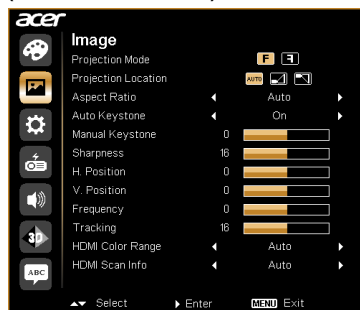 acer
Image
Projection Mode F F
Projection Location AUTO
Aspect Ratio Auto
Auto Keystone On
Manual Keystone 0
Sharpness 16
H. Position 0
V. Position 0
Frequency 0
Tracking 16
HDMI Color Range Auto
HDMI Scan Info Auto
3D
ABC
Select Enter MENU Exit